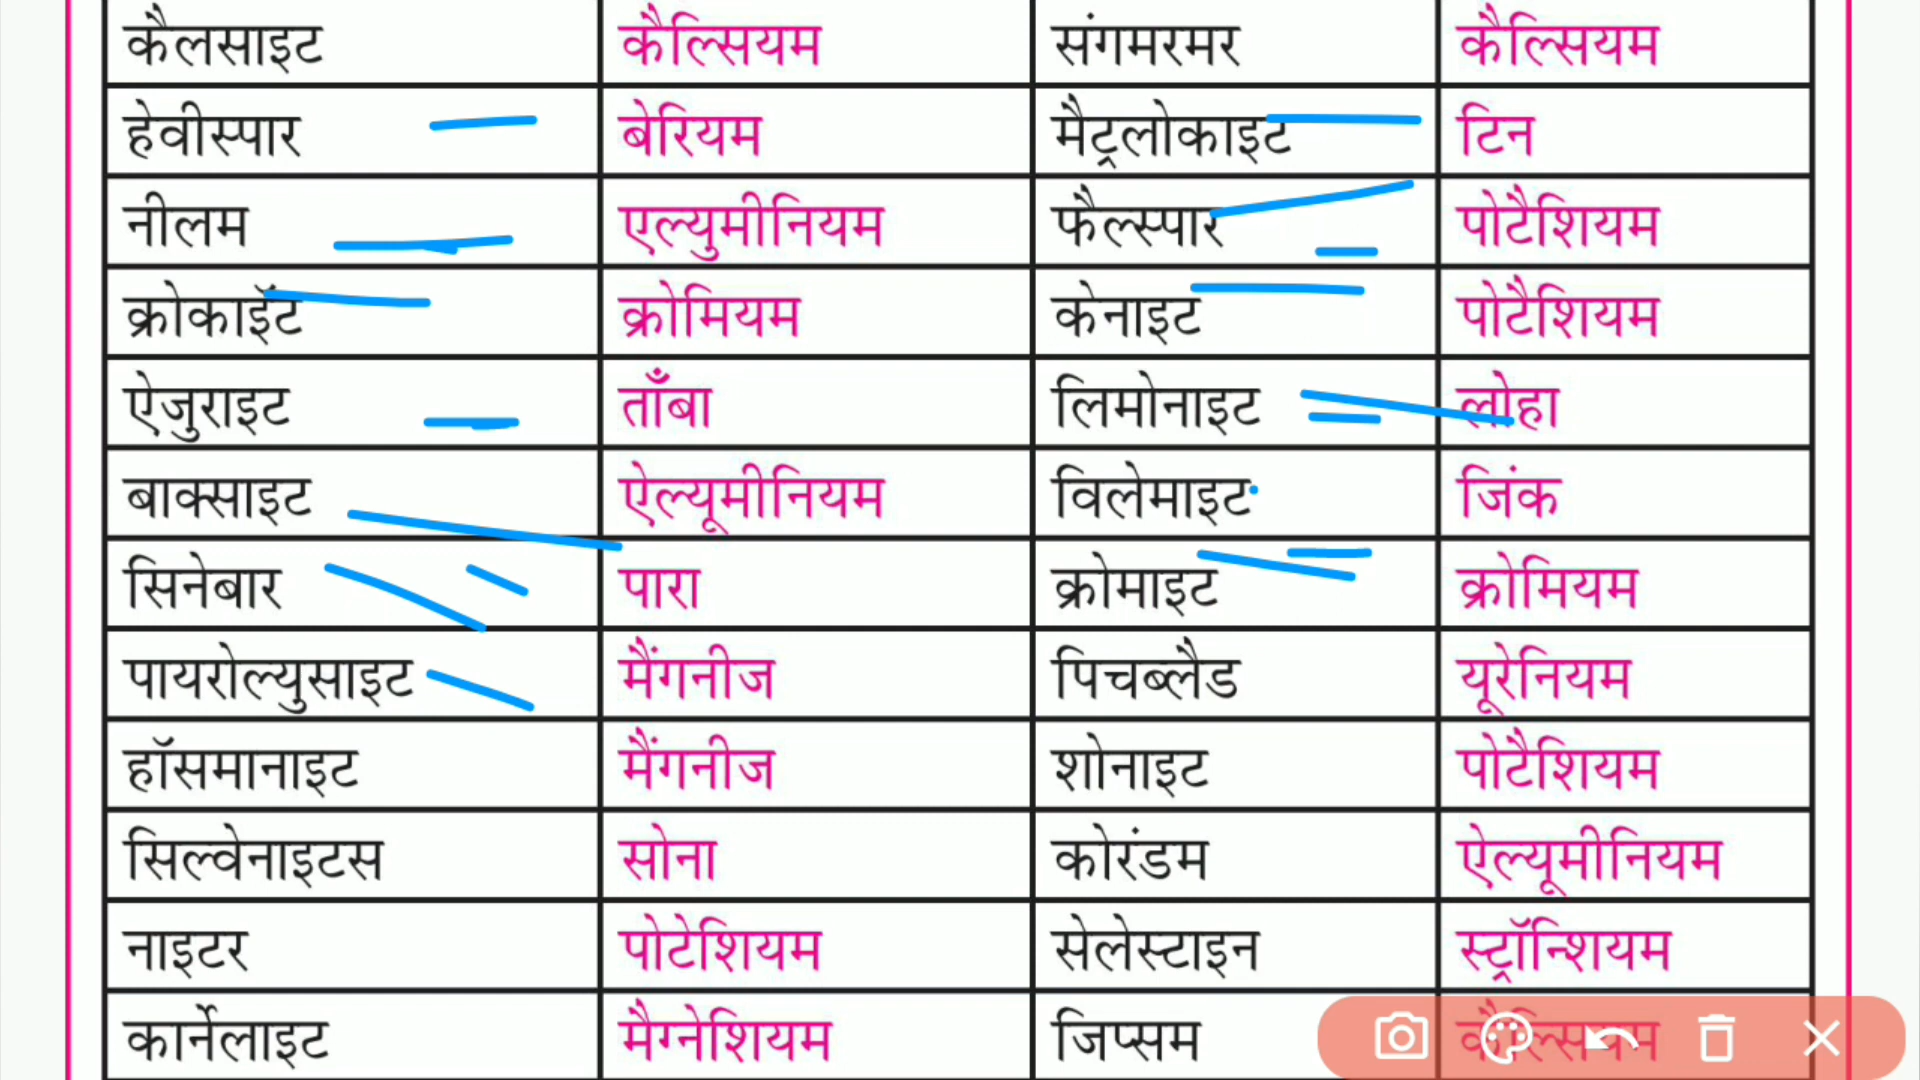 कैलसाइट कैल्सियम संगमरमर कैल्सियम
हेवीस्पार बेरियम मैट्रलोकाइट टिन
नीलम एल्युमीनियम फैल्स्पार पोटैशियम
क्रोकाइॅट क्रोमियम केनाइट पोटैशियम
ऐजुराइट ताँबा लिमोनाइट लोहा
बाक्साइट ऐल्यूमीनियम विलेमाइट जिंक
सिनेबार पारा क्रोमाइट क्रोमियम
पायरोल्युसाइट मैंगनीज पिचब्लैड यूरेनियम
हॉसमानाइट मैंगनीज शोनाइट पोटैशियम
सिल्वेनाइटस सोना कोरंडम ऐल्यूमीनियम
नाइटर पोटेशियम सेलेस्टाइन स्ट्रॉन्शियम
कार्नेलाइट मैग्नेशियम जिप्सम कैल्सियम